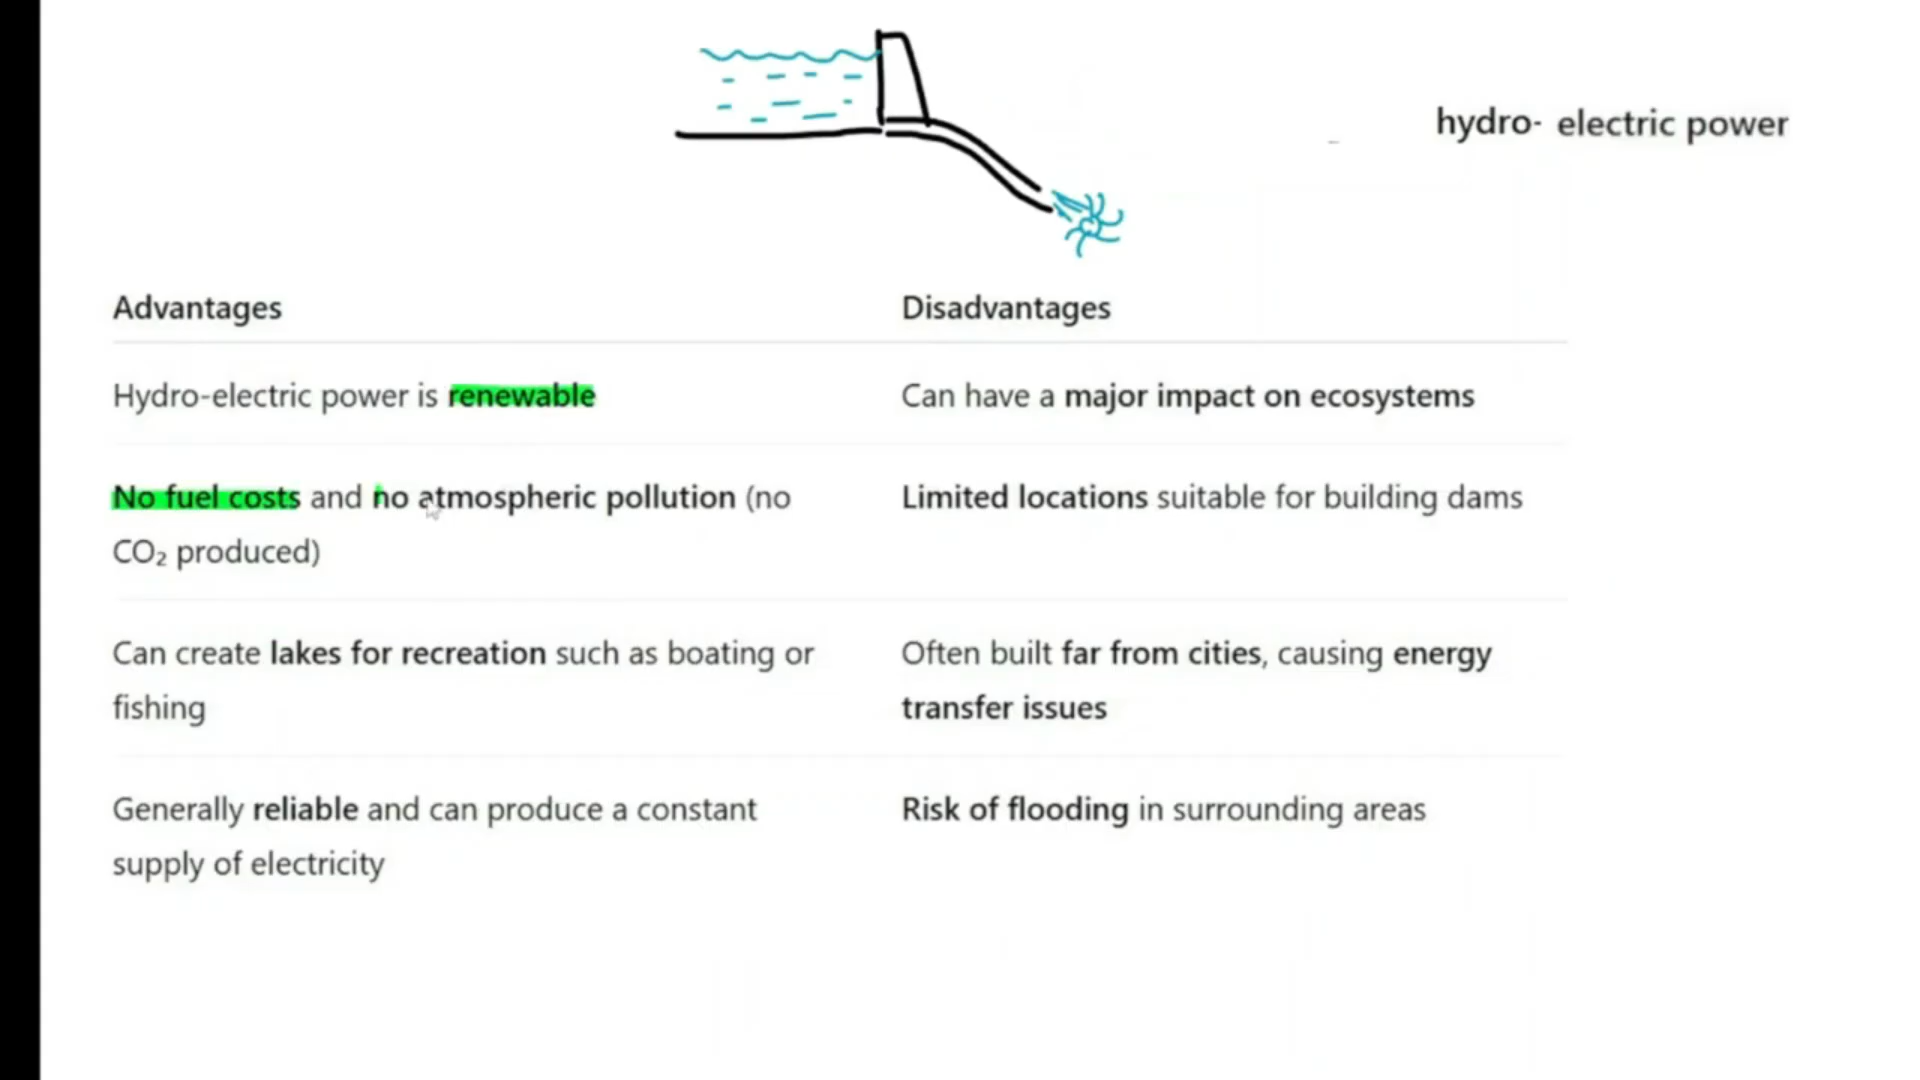 hydro- electric power
Advantages
Disadvantages
Hydro-electric power is renewable
Can have a major impact on ecosystems
No fuel costs and no atmospheric pollution (no
CO₂ produced)
Limited locations suitable for building dams
Can create lakes for recreation such as boating or
fishing
Often built far from cities, causing energy
transfer issues
Generally reliable and can produce a constant
supply of electricity
Risk of flooding in surrounding areas